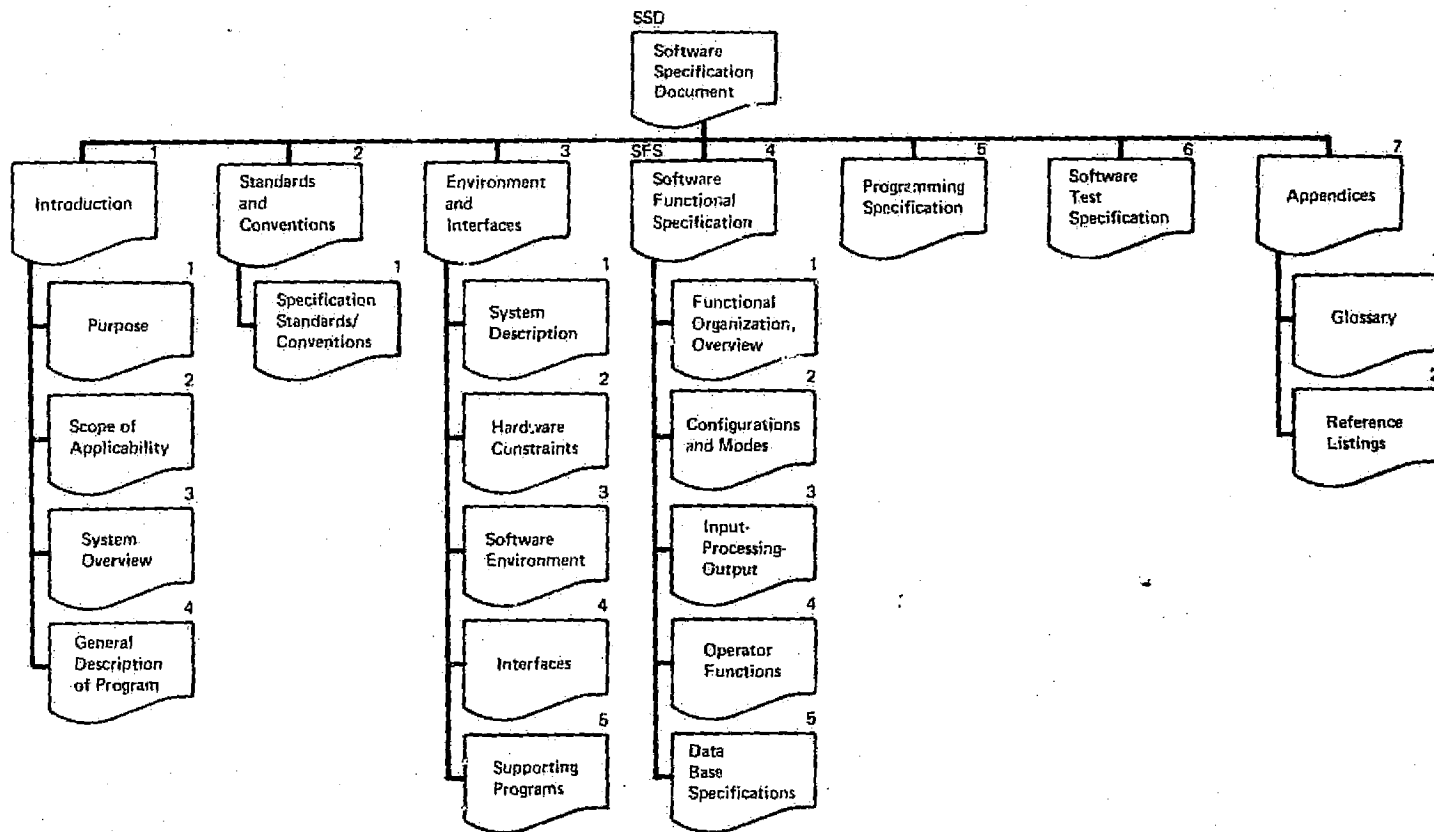 SSD
Software
Specification
Document
1
Introduction
2
Standards
and
Conventions
3
Environment
and
Interfaces
SFS
4
Software
Functional
Specification
5
Programming
Specification
6
Software
Test
Specification
7
Appendices
1
Purpose
2
Scope of
Applicability
3
System
Overview
4
General
Description
of Program
1
Specification
Standards/
Conventions
1
System
Description
2
Hardware
Constraints
3
Software
Environment
4
Interfaces
5
Supporting
Programs
1
Functional
Organization,
Overview
2
Configurations
and Modes
3
Input-
Processing-
Output
4
Operator
Functions
5
Data
Base
Specifications
Glossary
2
Reference
Listings